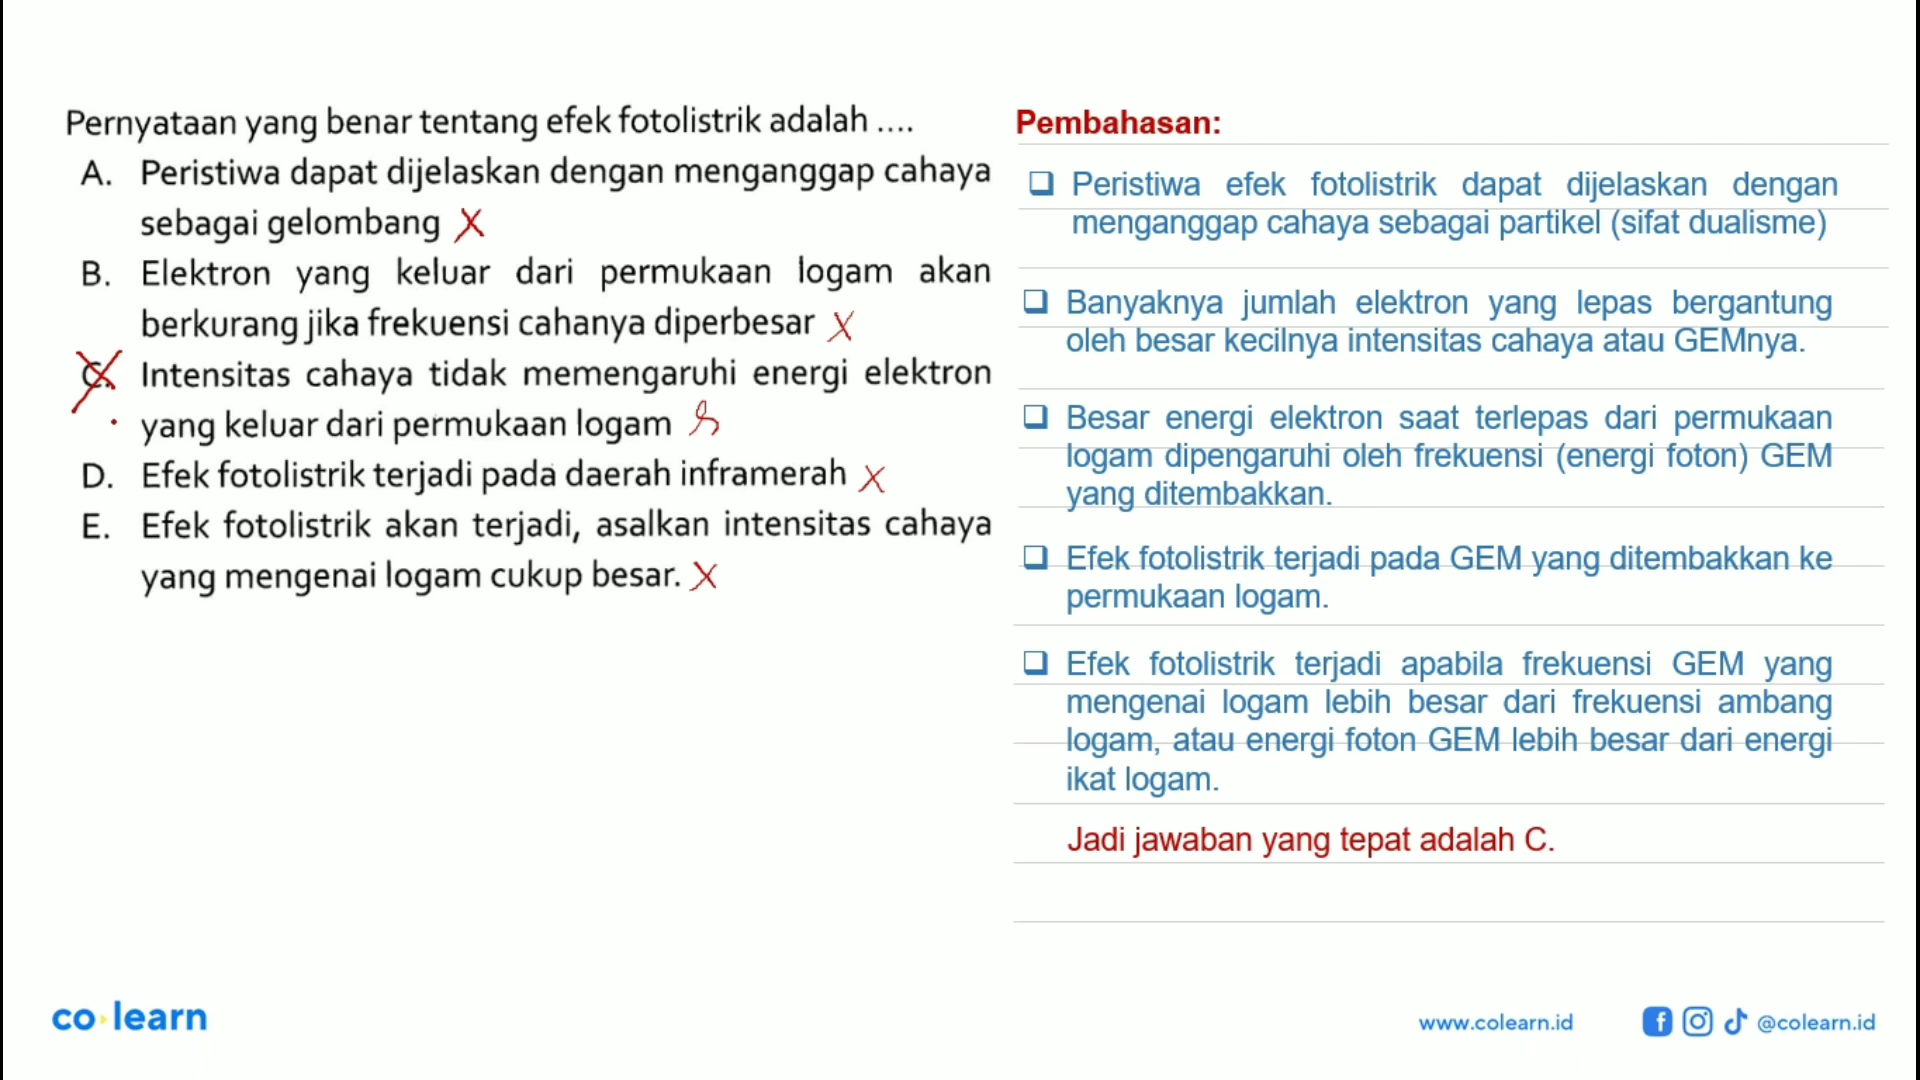 Pernyataan yang benar tentang efek fotolistrik adalah ....
A. Peristiwa dapat dijelaskan dengan menganggap cahaya
sebagai gelombang X
B. Elektron yang keluar dari permukaan logam akan
berkurang jika frekuensi cahanya diperbesar X
C. Intensitas cahaya tidak memengaruhi energi elektron
yang keluar dari permukaan logam
D. Efek fotolistrik terjadi pada daerah inframerah X
E. Efek fotolistrik akan terjadi, asalkan intensitas cahaya
yang mengenai logam cukup besar. X
Pembahasan:
❑ Peristiwa efek fotolistrik dapat dijelaskan dengan
menganggap cahaya sebagai partikel (sifat dualisme)
❑ Banyaknya jumlah elektron yang lepas bergantung
oleh besar kecilnya intensitas cahaya atau GEMnya.
❑ Besar energi elektron saat terlepas dari permukaan
logam dipengaruhi oleh frekuensi (energi foton) GEM
yang ditembakkan.
❑ Efek fotolistrik terjadi pada GEM yang ditembakkan ke
permukaan logam.
❑ Efek fotolistrik terjadi apabila frekuensi GEM yang
mengenai logam lebih besar dari frekuensi ambang
logam, atau energi foton GEM lebih besar dari energi
ikat logam.
Jadi jawaban yang tepat adalah C.
co learn
www.colearn.id
@colearn.id